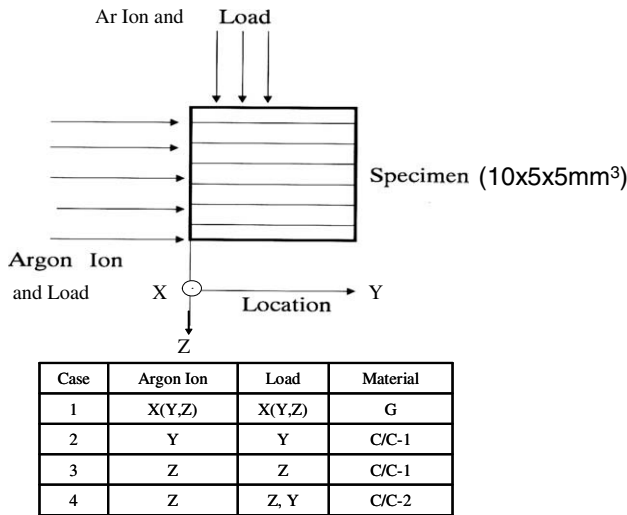 Ar Ion and Load
Specimen (10x5x5mm³)
Argon Ion
and Load
X
Location
Y
Z
Case Argon Ion Load Material
1 X(Y,Z) X(Y,Z) G
2 Y Y C/C-1
3 Z Z C/C-1
4 Z Z, Y C/C-2